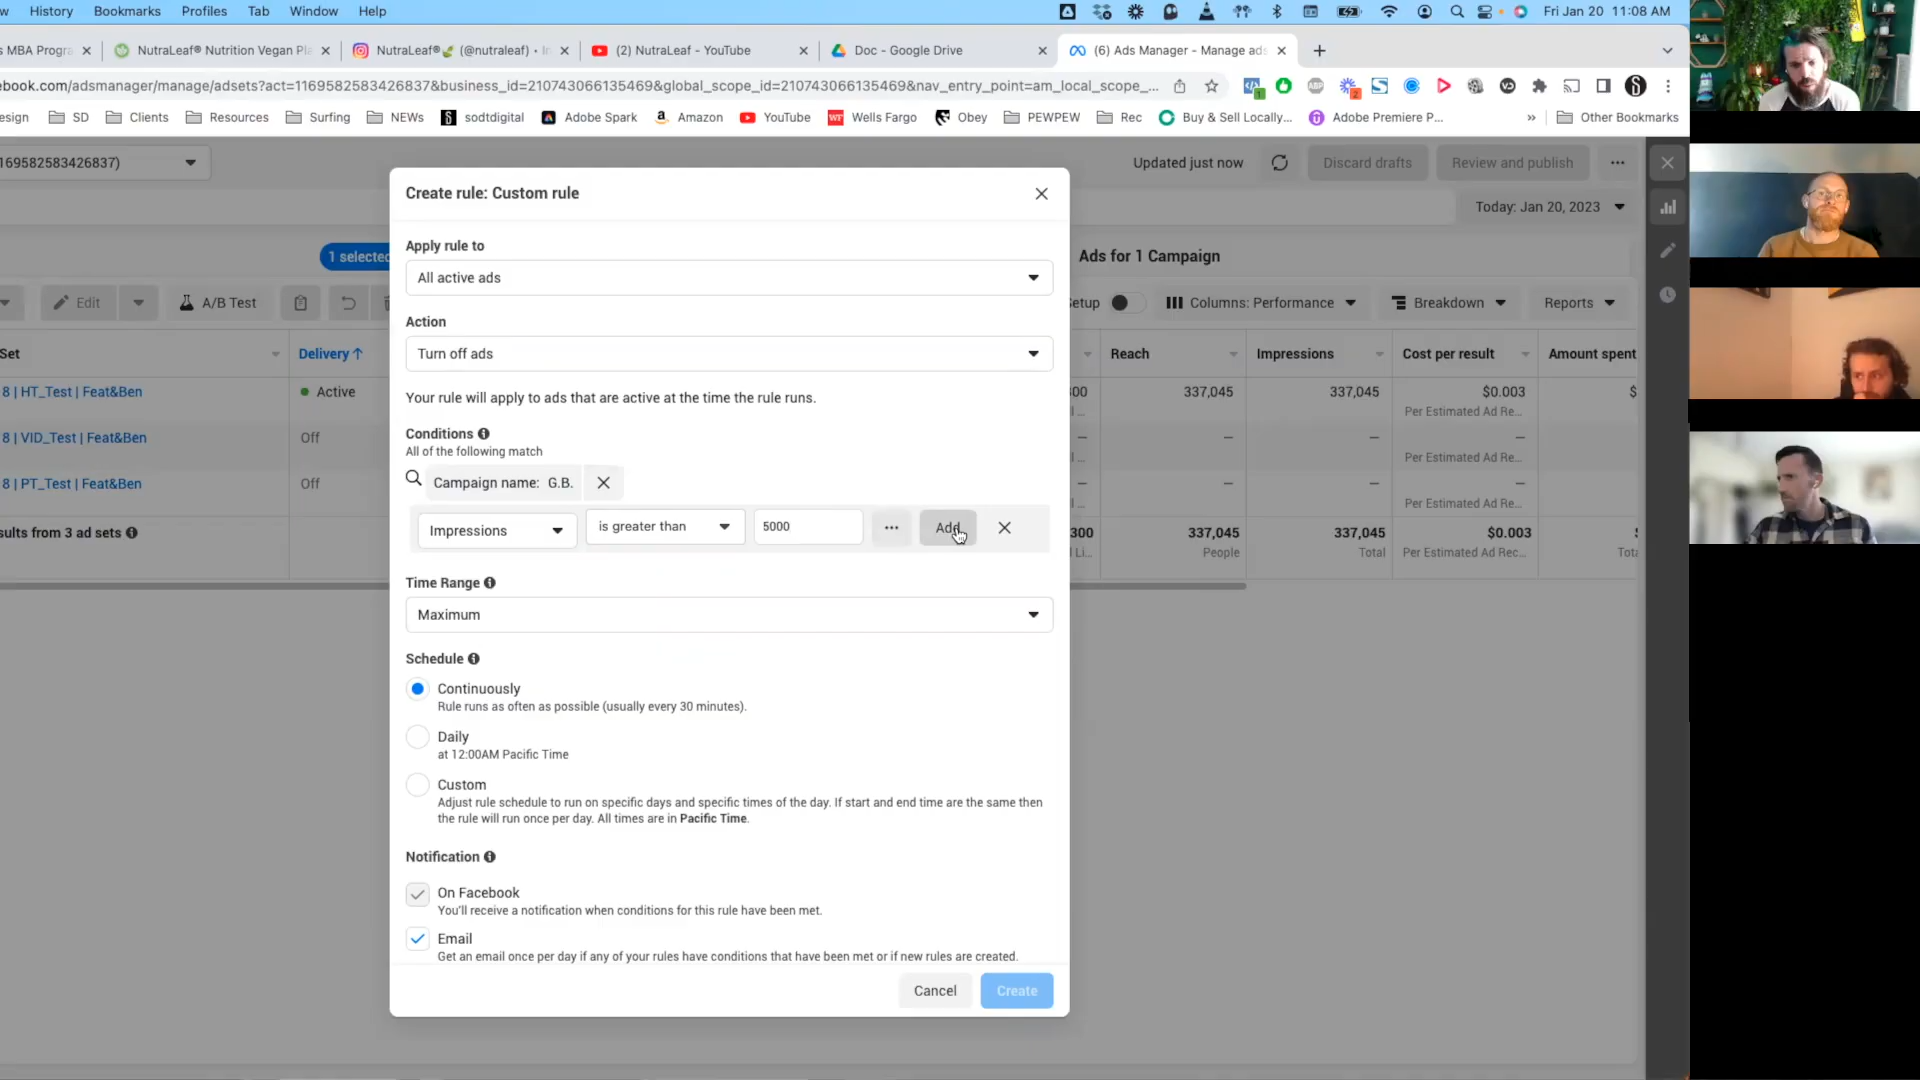 w History Bookmarks Profiles Tab Window Help Fri Jan 20 11:08 AM
s MBA Progra NutraLeaf® Nutrition Vegan Pl (@nutraleaf) • I (2) NutraLeaf - YouTube Doc - Google Drive (6) Ads Manager - Manage ads
ebook.com/adsmanager/manage/adsets?act=1169582583426837&business_id=210743066135469&global_scope_id=210743066135469&nav_entry_point=am_local_scope_...
esign SD Clients Resources Surfing NEWs sodtdigital Adobe Spark Amazon YouTube Wells Fargo Obey PEWPEW Rec Buy & Sell Locally,... Adobe Premiere P... » Other Bookmarks
169582583426837) Updated just now Discard drafts Review and publish
Today: Jan 20, 2023
Create rule: Custom rule
1 selected Ads for 1 Campaign
Edit A/B Test Setup Columns: Performance Breakdown Reports
Set Delivery↑ Reach Impressions Cost per result Amount spent
8 | HT_Test | Feat&Ben Active 300 337,045 337,045 $0.003 $
Per Estimated Ad Re...
8 | VID_Test | Feat&Ben Off — — — —
Per Estimated Ad Re...
8 | PT_Test | Feat&Ben Off — — — —
Per Estimated Ad Re...
sults from 3 ad sets 300 337,045 337,045 $0.003
People Total Per Estimated Ad Rec... Tota
Apply rule to
All active ads
Action
Turn off ads
Your rule will apply to ads that are active at the time the rule runs.
Conditions
All of the following match
Campaign name: G.B.
Impressions is greater than 5000 ... Add
Time Range
Maximum
Schedule
Continuously
Rule runs as often as possible (usually every 30 minutes).
Daily
at 12:00AM Pacific Time
Custom
Adjust rule schedule to run on specific days and specific times of the day. If start and end time are the same then
the rule will run once per day. All times are in Pacific Time.
Notification
On Facebook
You'll receive a notification when conditions for this rule have been met.
Email
Get an email once per day if any of your rules have conditions that have been met or if new rules are created.
Cancel Create